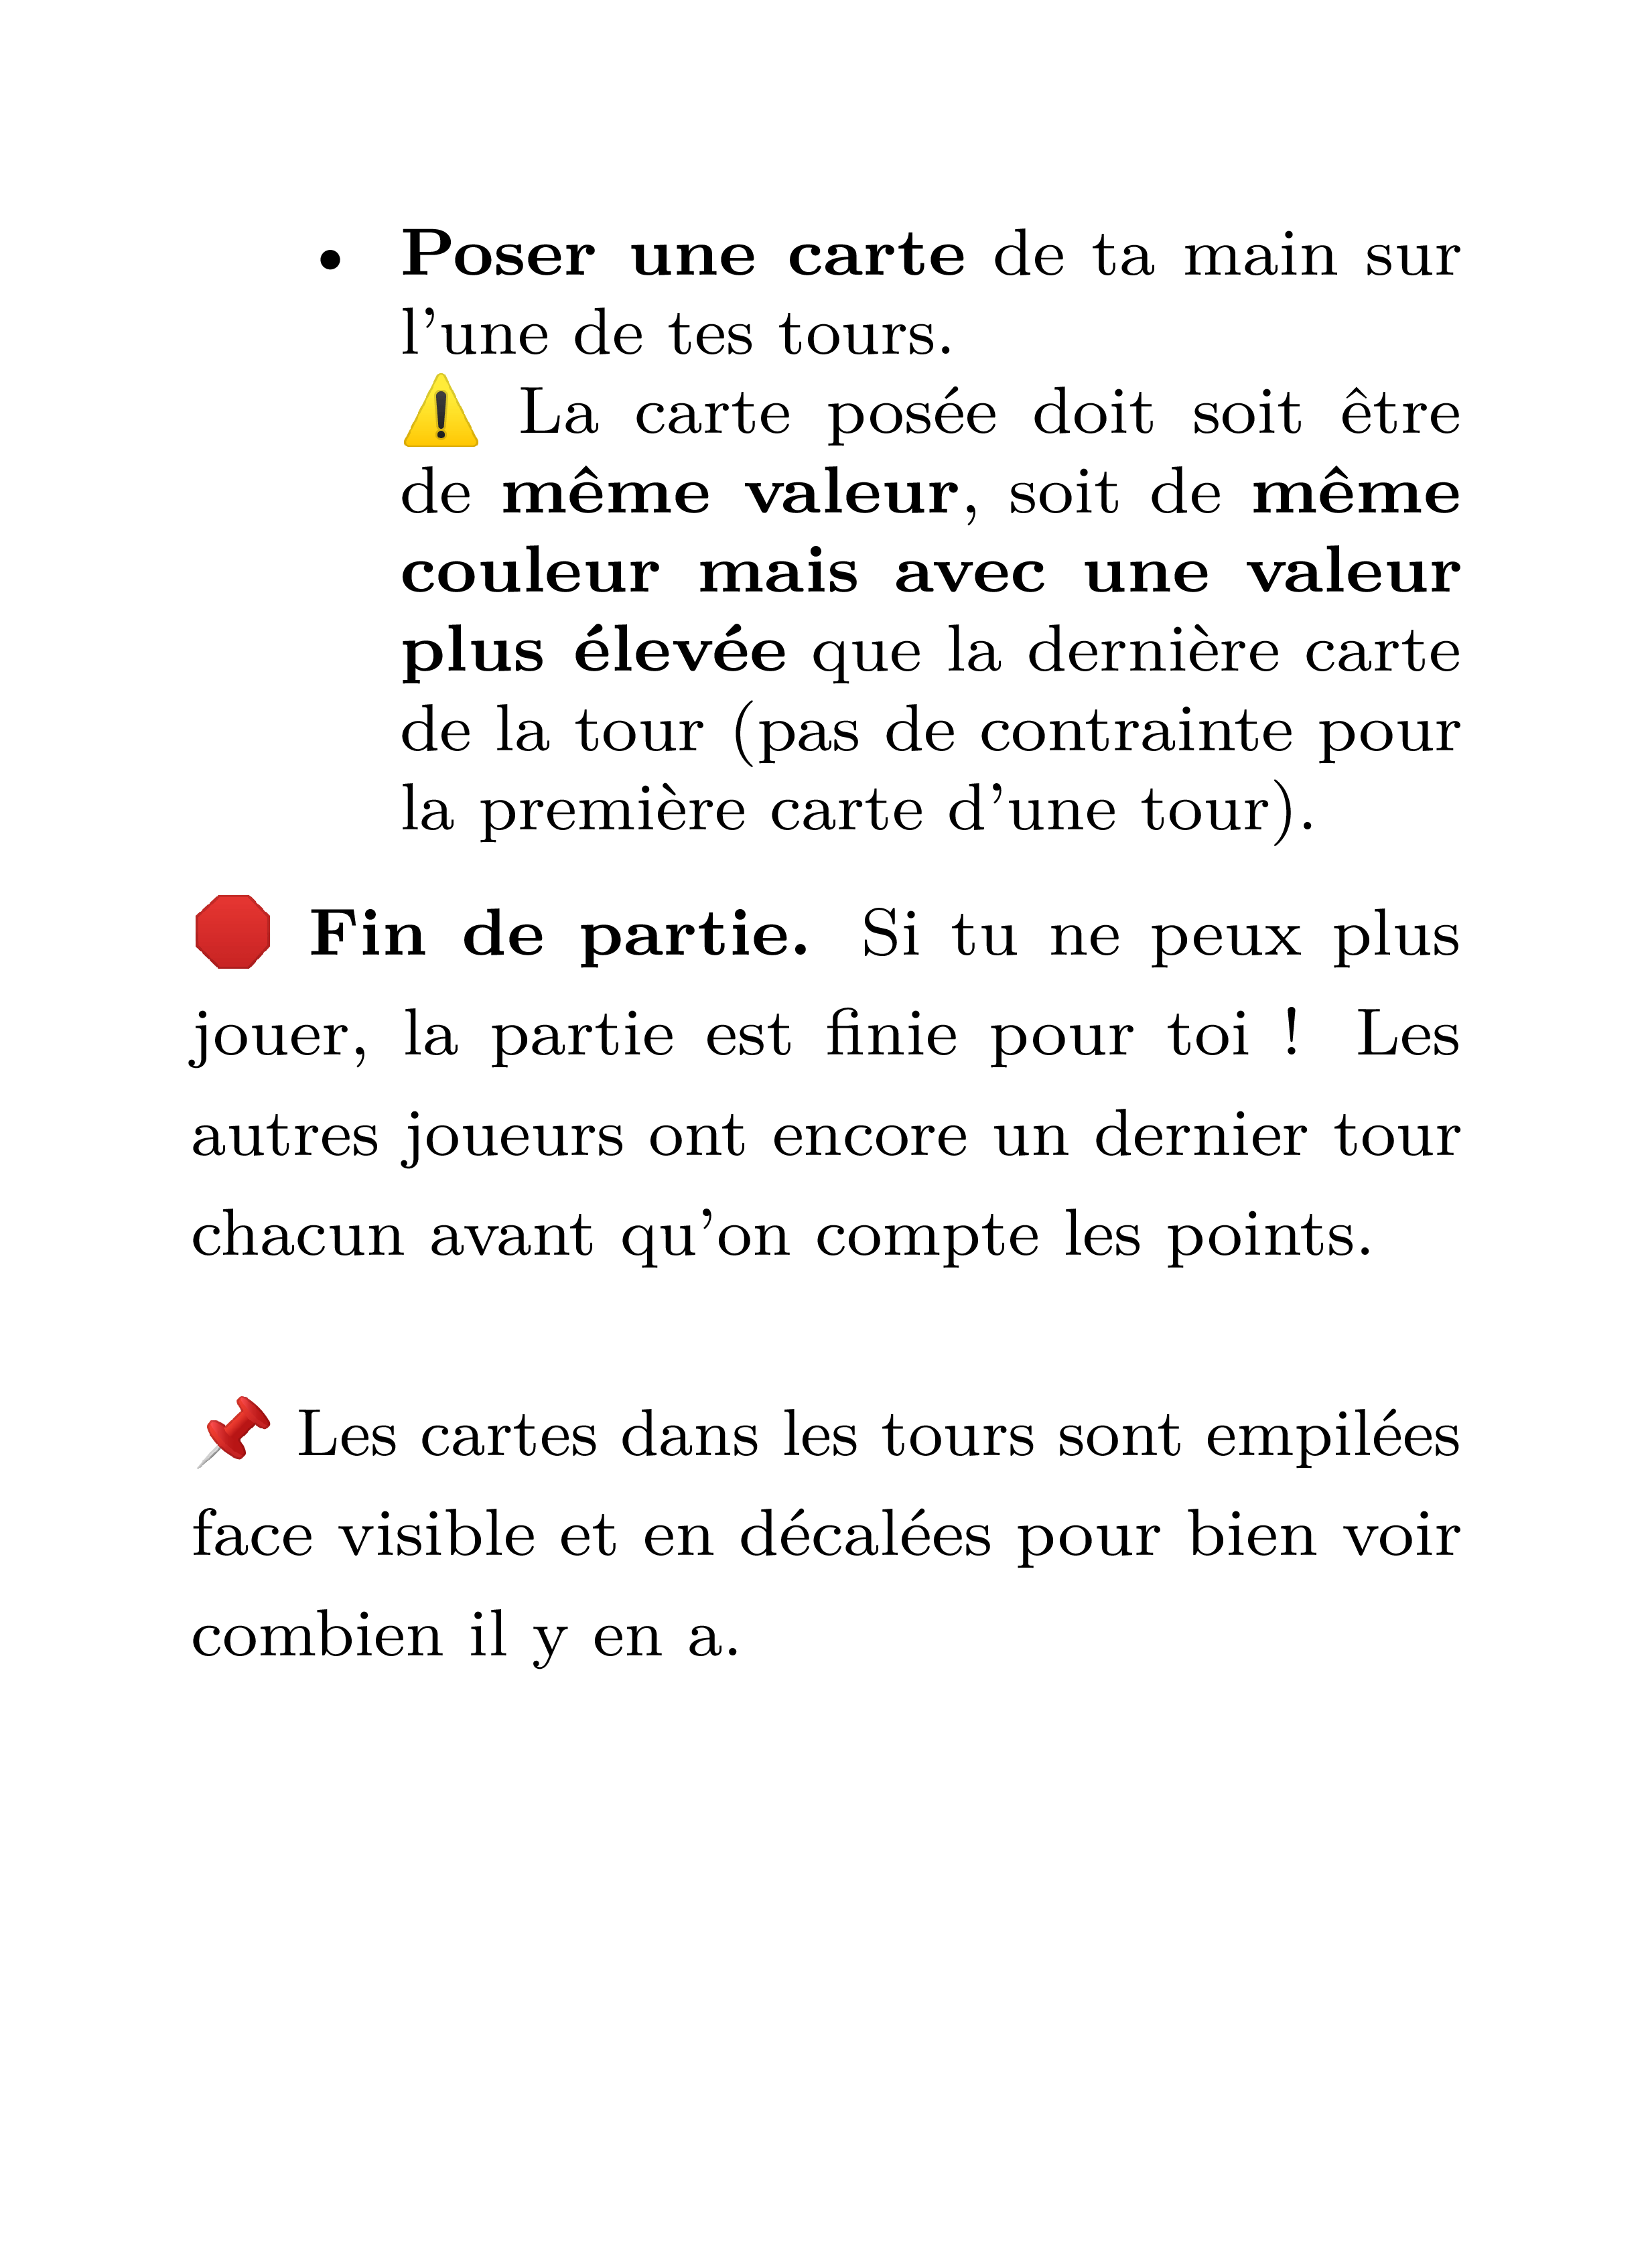 • Poser une carte de ta main sur
l’une de tes tours.
⚠️ La carte posée doit soit être
de même valeur, soit de même
couleur mais avec une valeur
plus élevée que la dernière carte
de la tour (pas de contrainte pour
la première carte d’une tour).
🛑 Fin de partie. Si tu ne peux plus
jouer, la partie est finie pour toi ! Les
autres joueurs ont encore un dernier tour
chacun avant qu’on compte les points.
📌 Les cartes dans les tours sont empilées
face visible et en décalées pour bien voir
combien il y en a.